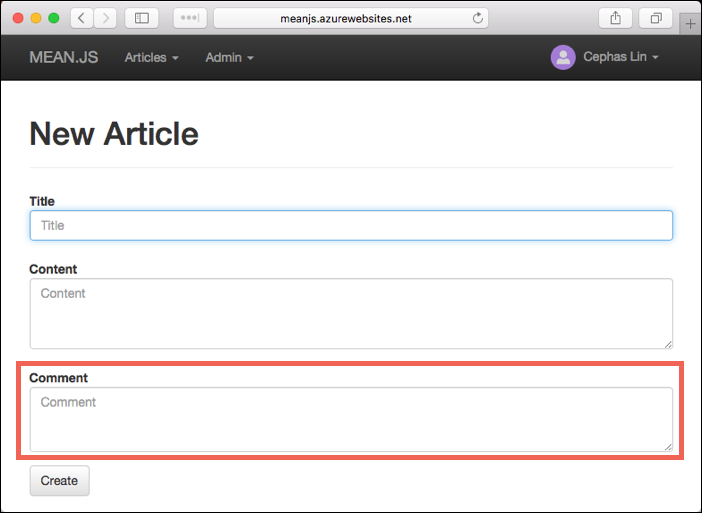 meanjs.azurewebsites.net
MEAN.JS Articles Admin Cephas Lin
New Article
Title
Title
Content
Content
Comment
Comment
Create